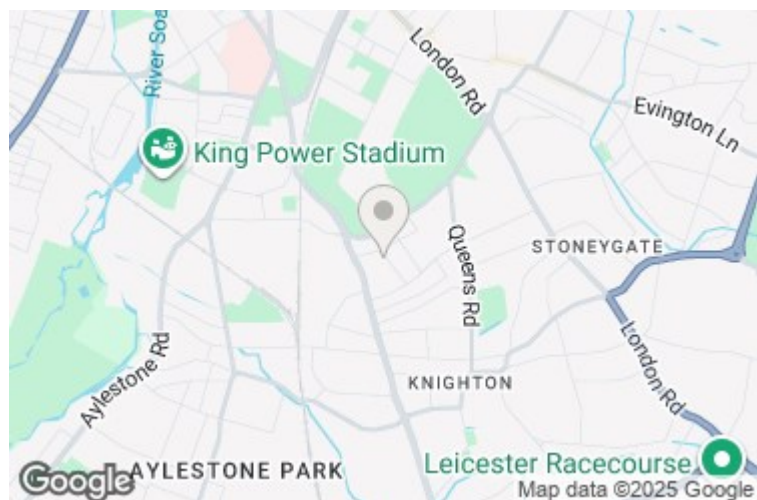 River Soa
London Rd
Evington Ln
King Power Stadium
Queens Rd
STONEYGATE
Aylestone Rd
KNIGHTON
London Rd
AYLESTONE PARK
Leicester Racecourse
Google
Map data ©2025 Google